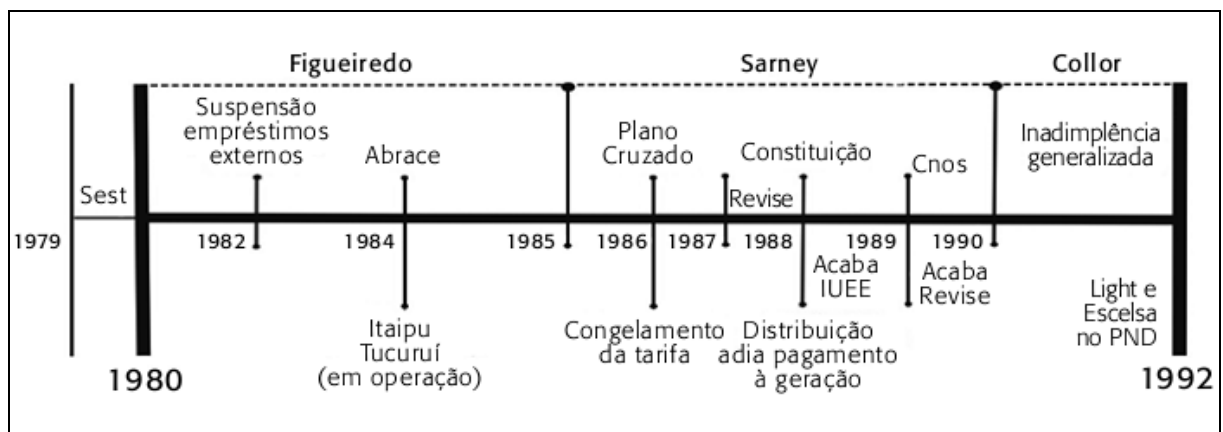 Figueiredo
Sarney
Collor
Suspensão
empréstimos
externos
Abrace
Plano
Cruzado
Constituição
Cnos
Inadimplência
generalizada
Sest
Revise
1979
1982
1984
1985
1986
1987
1988
1989
1990
Acaba
IUEE
Acaba
Revise
Itaipu
Tucuruí
(em operação)
Congelamento
da tarifa
Distribuição
adia pagamento
à geração
Light e
Escelsa
no PND
1980
1992